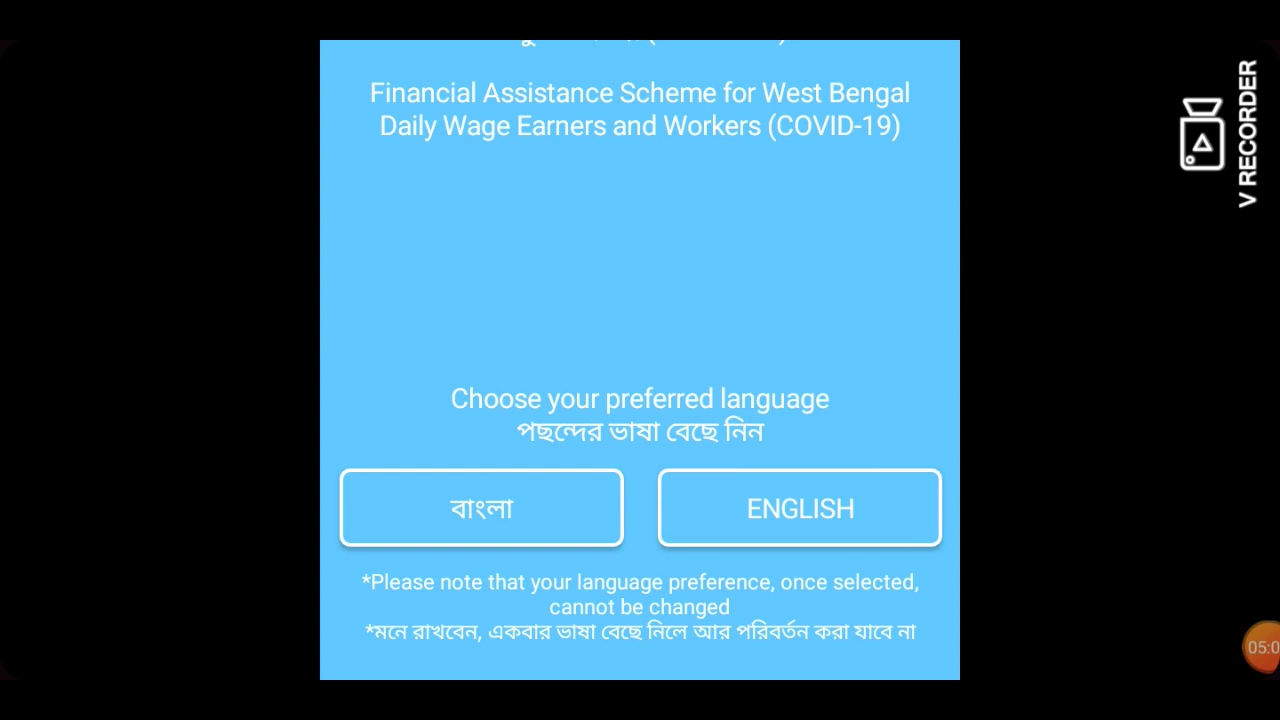 Financial Assistance Scheme for West Bengal
Daily Wage Earners and Workers (COVID-19)
Choose your preferred language
পছন্দের ভাষা বেছে নিন
বাংলা
ENGLISH
*Please note that your language preference, once selected,
cannot be changed
*মনে রাখবেন, একবার ভাষা বেছে নিলে আর পরিবর্তন করা যাবে না
V RECORDER
05:0